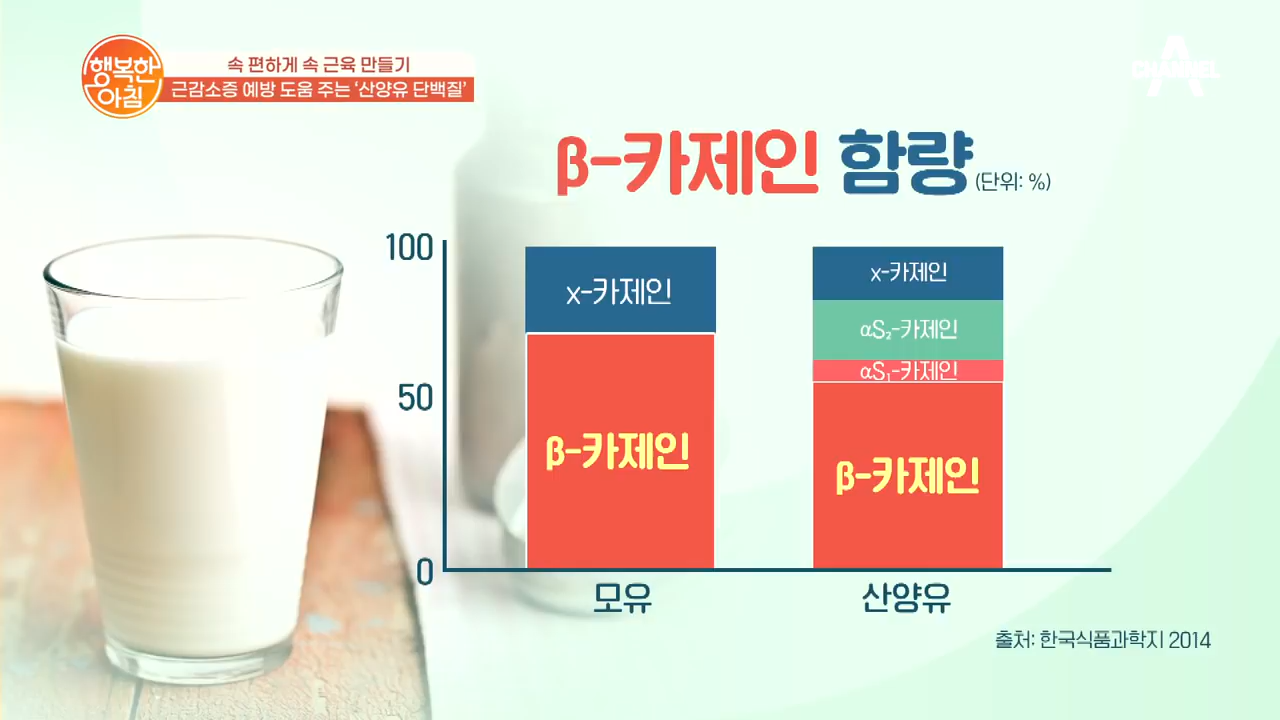 행복한
아침
속 편하게 속 근육 만들기
근감소증 예방 도움 주는 ‘산양유 단백질’
CHANNEL A
β-카제인 함량 (단위: %)
100
50
0
x-카제인
β-카제인
x-카제인
αS₂-카제인
αS₁-카제인
β-카제인
모유
산양유
출처: 한국식품과학지 2014